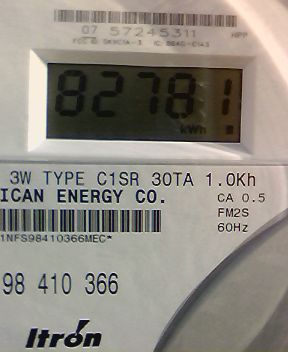 07 57245311
HPP
82781
kWh
3W TYPE C1SR 30TA 1.0Kh
ICAN ENERGY CO.
CA 0.5
FM2S
60Hz
1NFS98410366MEC*
98 410 366
Itron